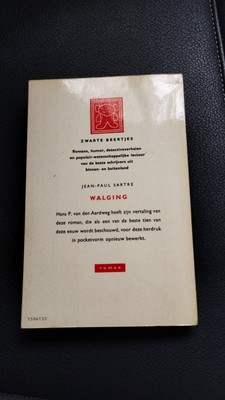 ZWARTE BEERTJES
Romans, humor, detectiveverhalen
en populair-wetenschappelijke lectuur
van de beste schrijvers uit
binnen- en buitenland
JEAN-PAUL SARTRE
WALGING
Hans P. van den Aardweg heeft zijn vertaling van
deze roman, die als een van de beste tien van
deze eeuw wordt beschouwd, voor deze herdruk
in pocketvorm opnieuw bewerkt.
roman